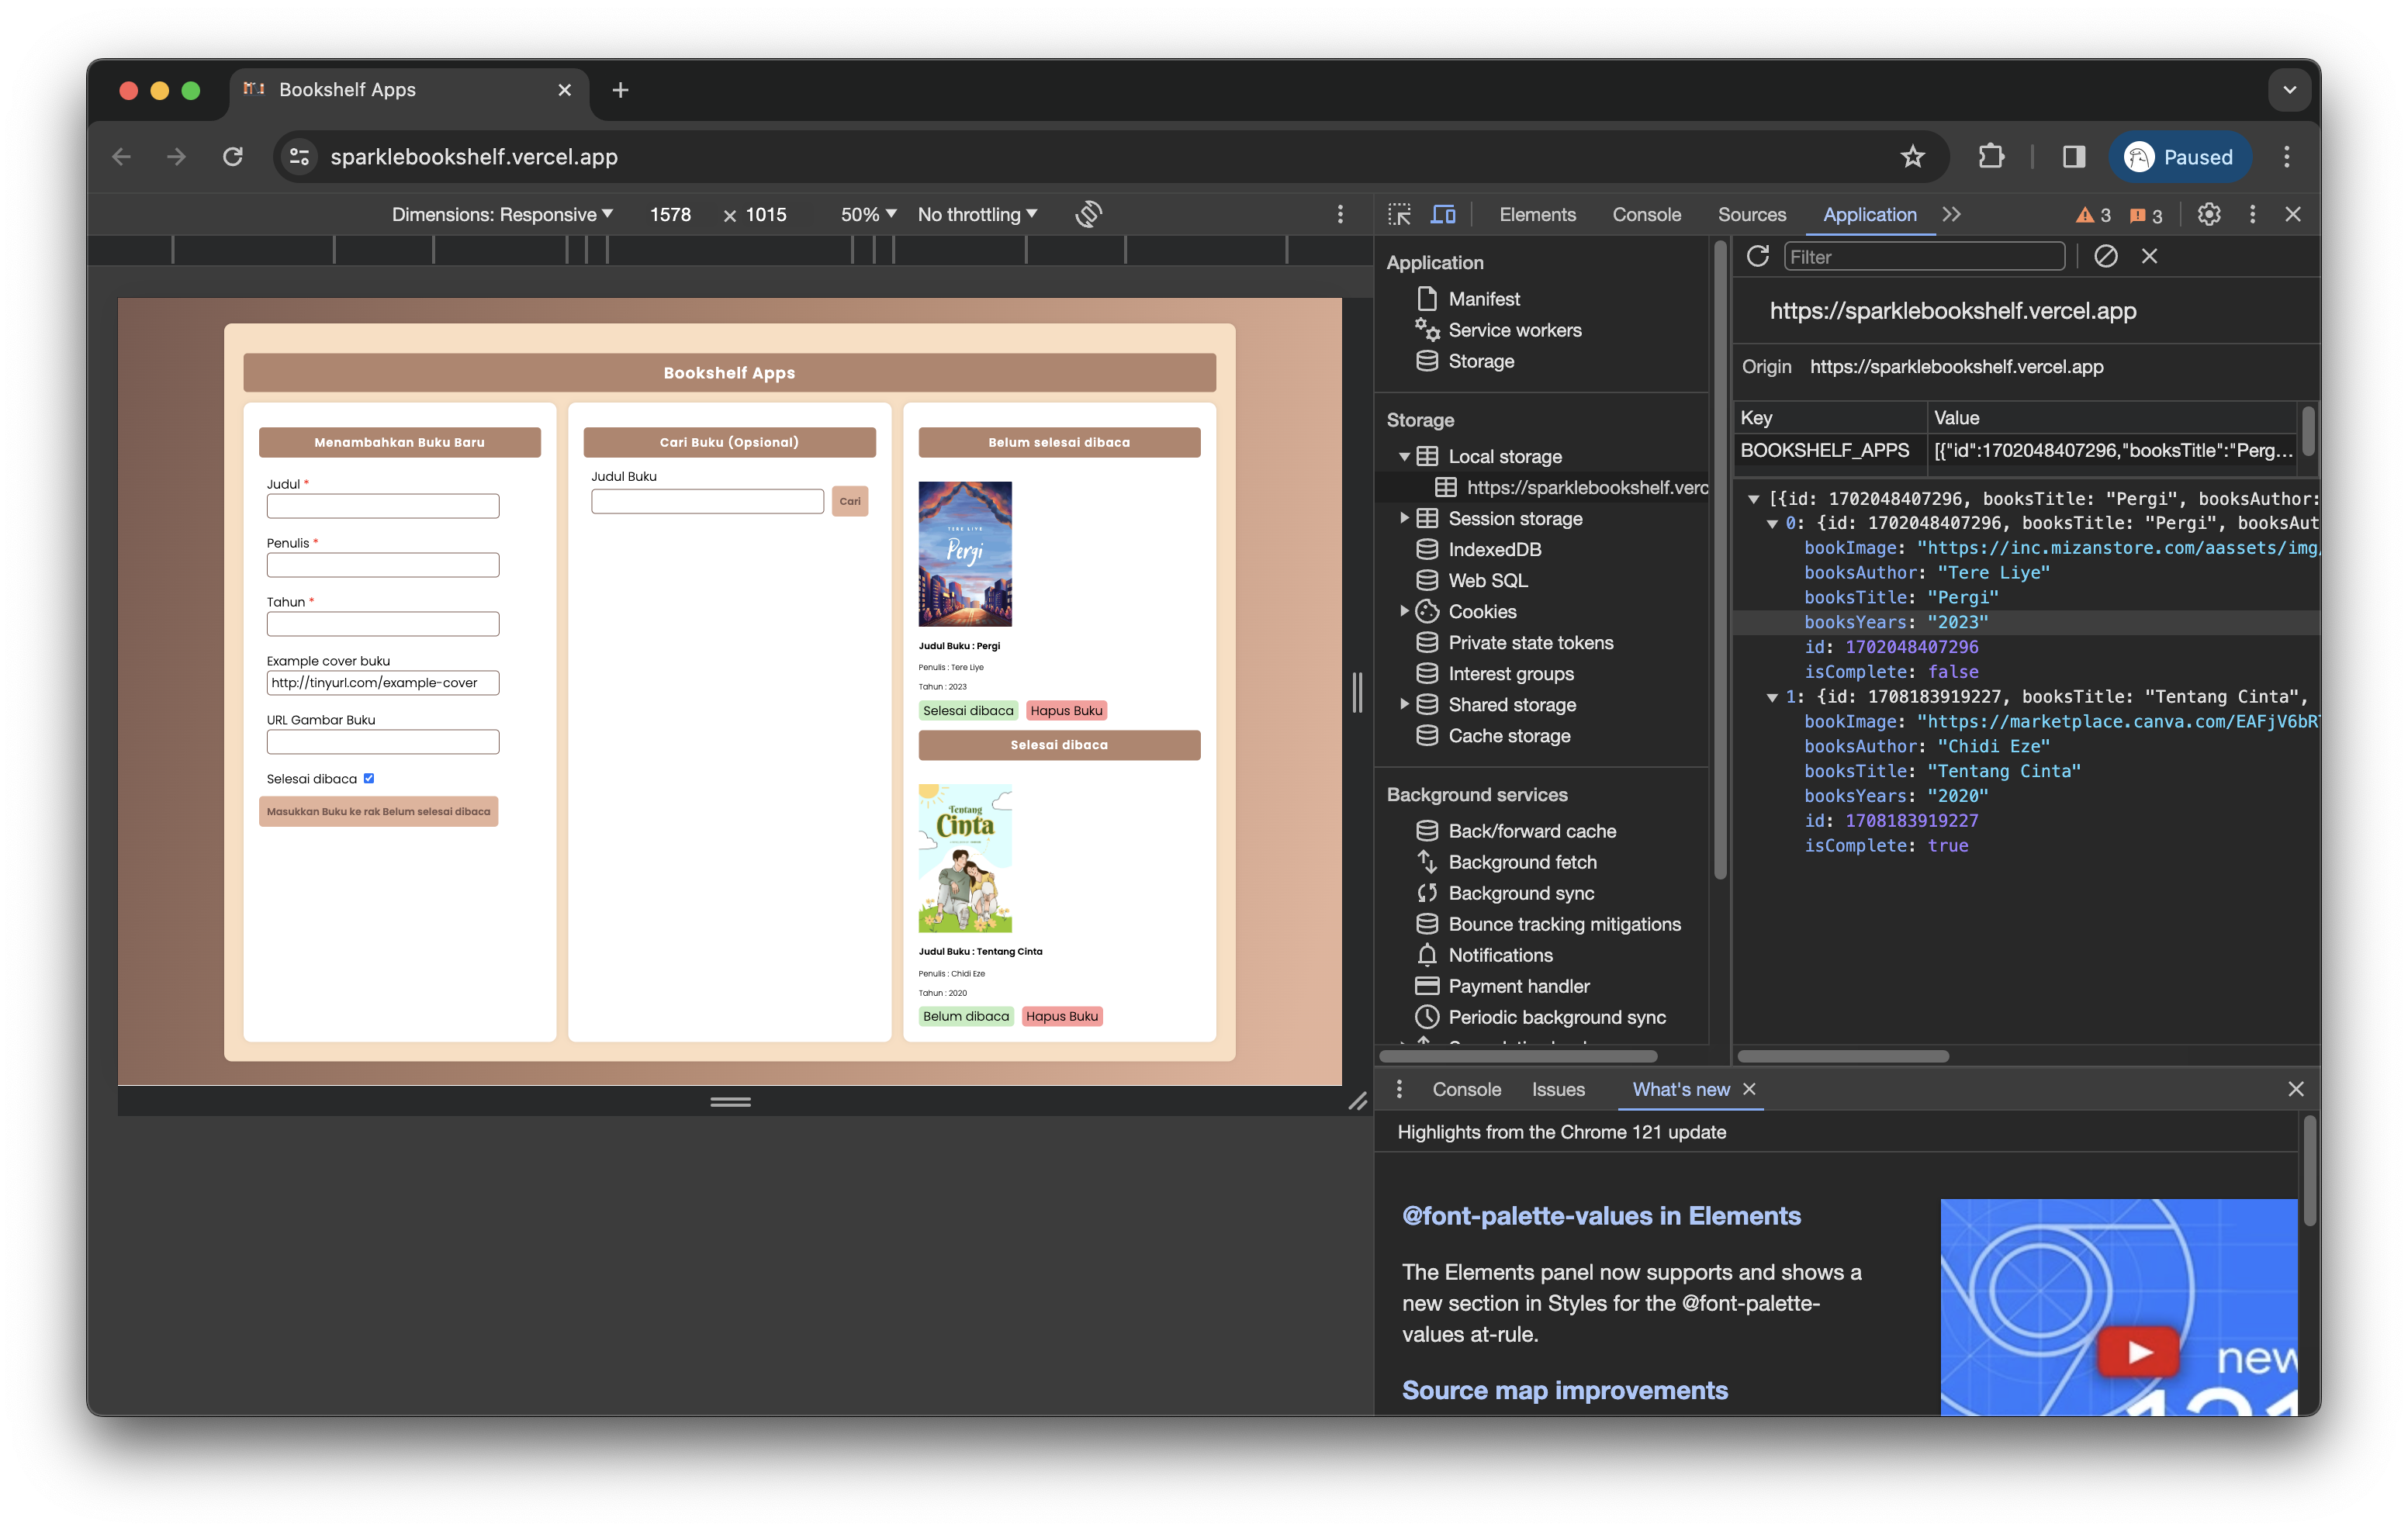 Bookshelf Apps
sparklebookshelf.vercel.app
Paused
Dimensions: Responsive 1578 × 1015 50% No throttling
Elements Console Sources Application 3 3
Bookshelf Apps
Menambahkan Buku Baru
Judul *
Penulis *
Tahun *
Example cover buku
http://tinyurl.com/example-cover
URL Gambar Buku
Selesai dibaca
Masukkan Buku ke rak Belum selesai dibaca
Cari Buku (Opsional)
Judul Buku
Cari
Belum selesai dibaca
TERE LIYE
Pergi
Judul Buku : Pergi
Penulis : Tere Liye
Tahun : 2023
Selesai dibaca Hapus Buku
Selesai dibaca
Tentang
Cinta
Judul Buku : Tentang Cinta
Penulis : Chidi Eze
Tahun : 2020
Belum dibaca Hapus Buku
Application
Manifest
Service workers
Storage
Storage
Local storage
https://sparklebookshelf.verc
Session storage
IndexedDB
Web SQL
Cookies
Private state tokens
Interest groups
Shared storage
Cache storage
Background services
Back/forward cache
Background fetch
Background sync
Bounce tracking mitigations
Notifications
Payment handler
Periodic background sync
Filter
https://sparklebookshelf.vercel.app
Origin https://sparklebookshelf.vercel.app
Key Value
BOOKSHELF_APPS [{"id":1702048407296,"booksTitle":"Perg...
[{id: 1702048407296, booksTitle: "Pergi", booksAuthor:
0: {id: 1702048407296, booksTitle: "Pergi", booksAut
bookImage: "https://inc.mizanstore.com/aassets/img/
booksAuthor: "Tere Liye"
booksTitle: "Pergi"
booksYears: "2023"
id: 1702048407296
isComplete: false
1: {id: 1708183919227, booksTitle: "Tentang Cinta",
bookImage: "https://marketplace.canva.com/EAFjV6bR
booksAuthor: "Chidi Eze"
booksTitle: "Tentang Cinta"
booksYears: "2020"
id: 1708183919227
isComplete: true
Console Issues What's new
Highlights from the Chrome 121 update
@font-palette-values in Elements
The Elements panel now supports and shows a
new section in Styles for the @font-palette-
values at-rule.
Source map improvements
new
121